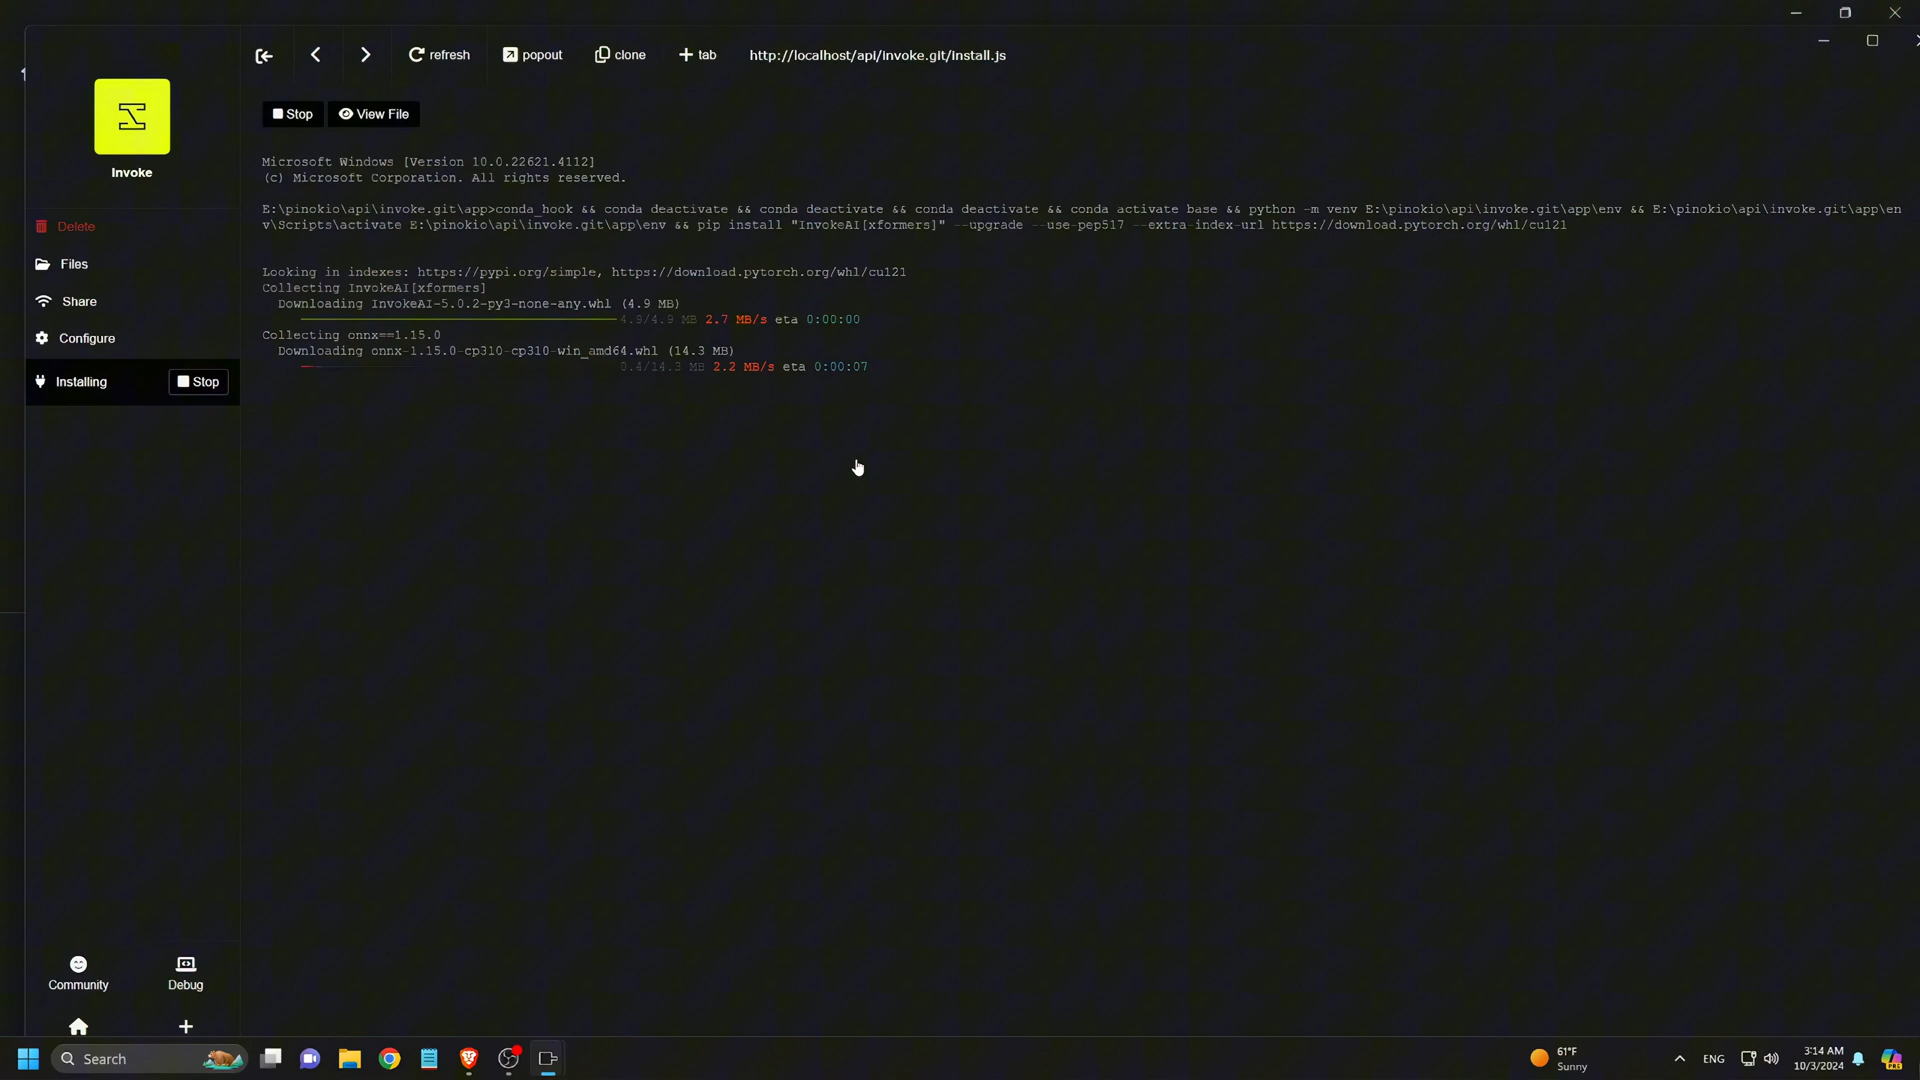 refresh
popout
clone
tab
http://localhost/api/invoke.git/install.js
Stop
View File
Invoke
Delete
Files
Share
Configure
Installing
Stop
Microsoft Windows [Version 10.0.22621.4112]
(c) Microsoft Corporation. All rights reserved.
E:\pinokio\api\invoke.git\app>conda_hook && conda deactivate && conda deactivate && conda deactivate && conda activate base && python -m venv E:\pinokio\api\invoke.git\app\env && E:\pinokio\api\invoke.git\app\en
v\Scripts\activate E:\pinokio\api\invoke.git\app\env && pip install "InvokeAI[xformers]" --upgrade --use-pep517 --extra-index-url https://download.pytorch.org/whl/cu121
Looking in indexes: https://pypi.org/simple, https://download.pytorch.org/whl/cu121
Collecting InvokeAI[xformers]
Downloading InvokeAI-5.0.2-py3-none-any.whl (4.9 MB)
4.9/4.9 MB 2.7 MB/s eta 0:00:00
Collecting onnx==1.15.0
Downloading onnx-1.15.0-cp310-cp310-win_amd64.whl (14.3 MB)
0.4/14.3 MB 2.2 MB/s eta 0:00:07
Community
Debug
Search
61°F
Sunny
ENG
3:14 AM
10/3/2024